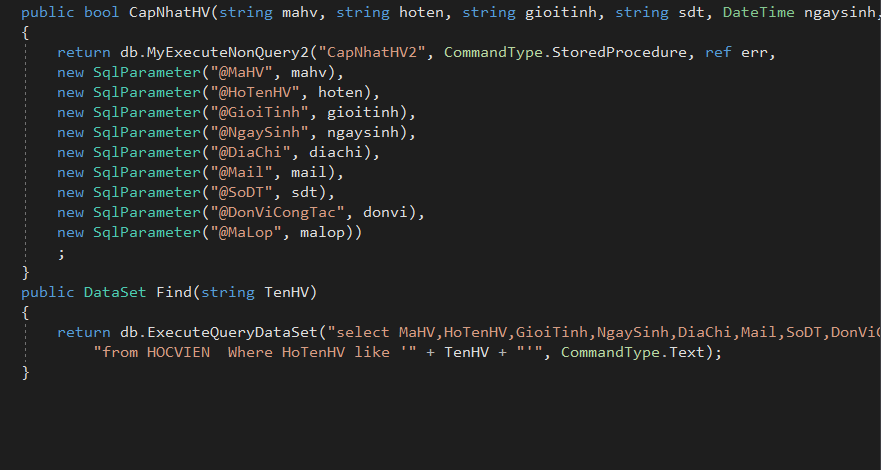 public bool CapNhatHV(string mahv, string hoten, string gioitinh, string sdt, DateTime ngaysinh,
{
return db.MyExecuteNonQuery2("CapNhatHV2", CommandType.StoredProcedure, ref err,
new SqlParameter("@MaHV", mahv),
new SqlParameter("@HoTenHV", hoten),
new SqlParameter("@GioiTinh", gioitinh),
new SqlParameter("@NgaySinh", ngaysinh),
new SqlParameter("@DiaChi", diachi),
new SqlParameter("@Mail", mail),
new SqlParameter("@SoDT", sdt),
new SqlParameter("@DonViCongTac", donvi),
new SqlParameter("@MaLop", malop))
;
}
public DataSet Find(string TenHV)
{
return db.ExecuteQueryDataSet("select MaHV,HoTenHV,GioiTinh,NgaySinh,DiaChi,Mail,SoDT,DonViC
"from HOCVIEN  Where HoTenHV like '" + TenHV + "'", CommandType.Text);
}